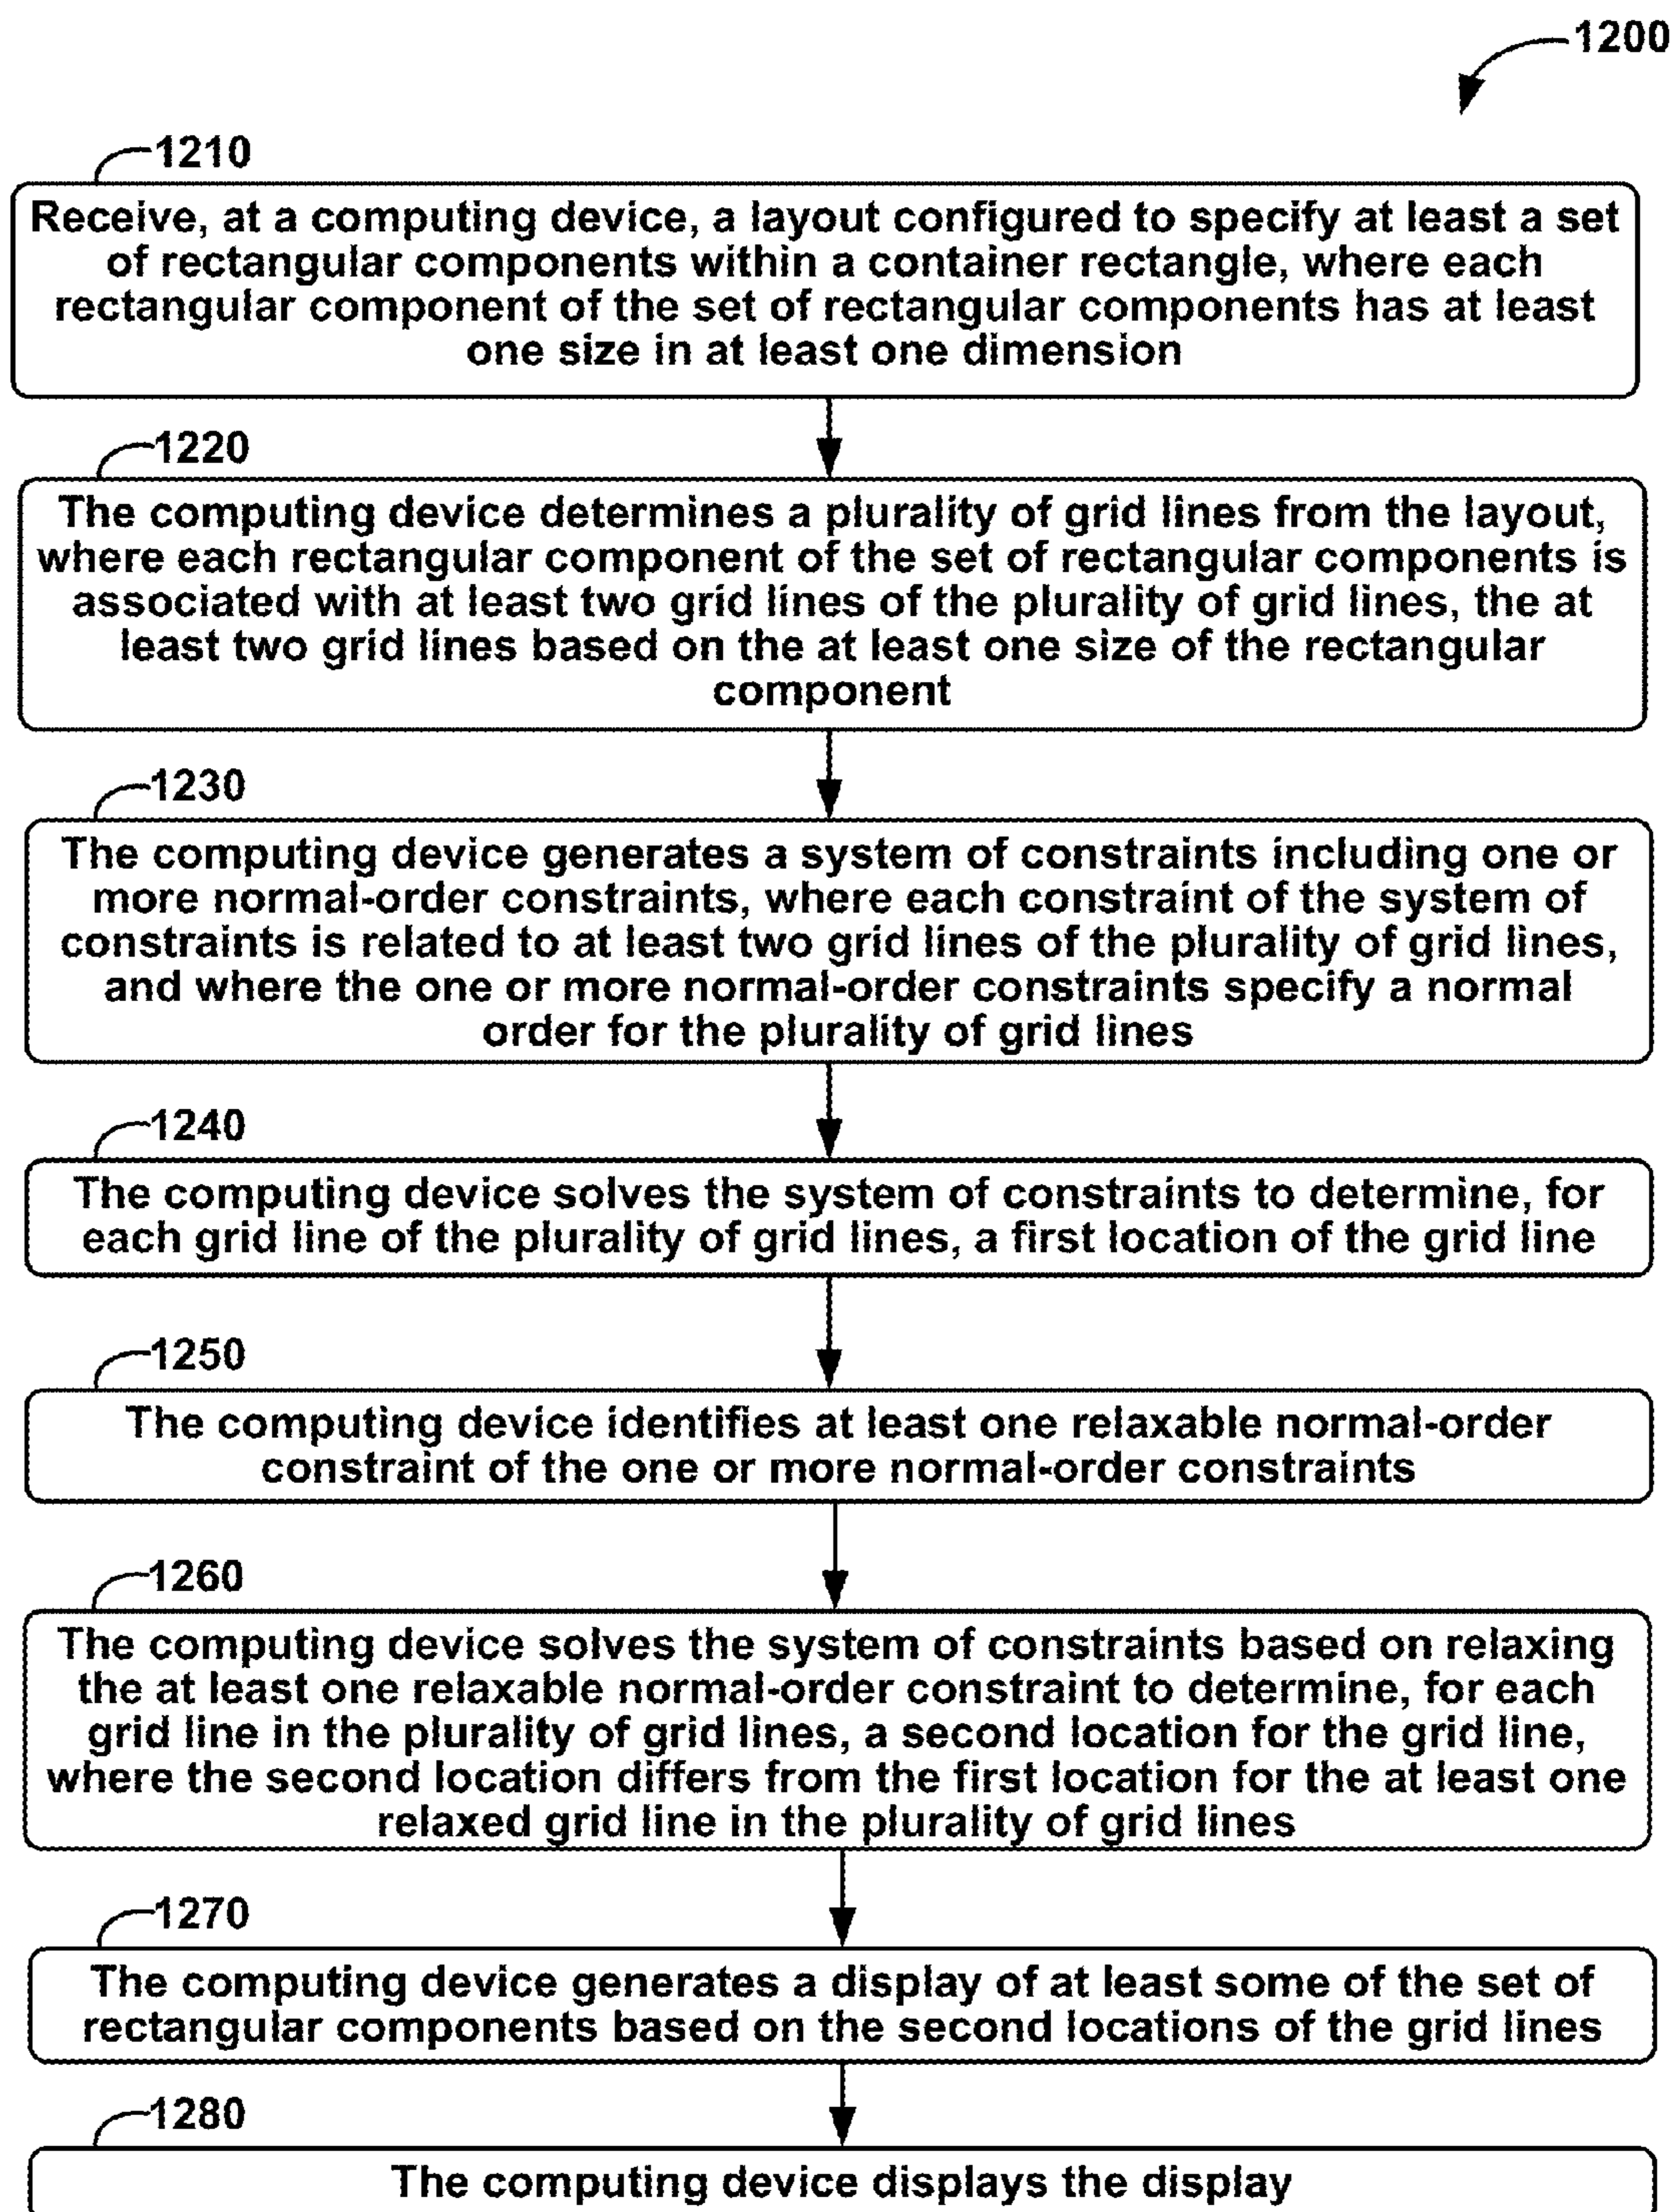 1200
1210
Receive, at a computing device, a layout configured to specify at least a set
of rectangular components within a container rectangle, where each
rectangular component of the set of rectangular components has at least
one size in at least one dimension
1220
The computing device determines a plurality of grid lines from the layout,
where each rectangular component of the set of rectangular components is
associated with at least two grid lines of the plurality of grid lines, the at
least two grid lines based on the at least one size of the rectangular
component
1230
The computing device generates a system of constraints including one or
more normal-order constraints, where each constraint of the system of
constraints is related to at least two grid lines of the plurality of grid lines,
and where the one or more normal-order constraints specify a normal
order for the plurality of grid lines
1240
The computing device solves the system of constraints to determine, for
each grid line of the plurality of grid lines, a first location of the grid line
1250
The computing device identifies at least one relaxable normal-order
constraint of the one or more normal-order constraints
1260
The computing device solves the system of constraints based on relaxing
the at least one relaxable normal-order constraint to determine, for each
grid line in the plurality of grid lines, a second location for the grid line,
where the second location differs from the first location for the at least one
relaxed grid line in the plurality of grid lines
1270
The computing device generates a display of at least some of the set of
rectangular components based on the second locations of the grid lines
1280
The computing device displays the display